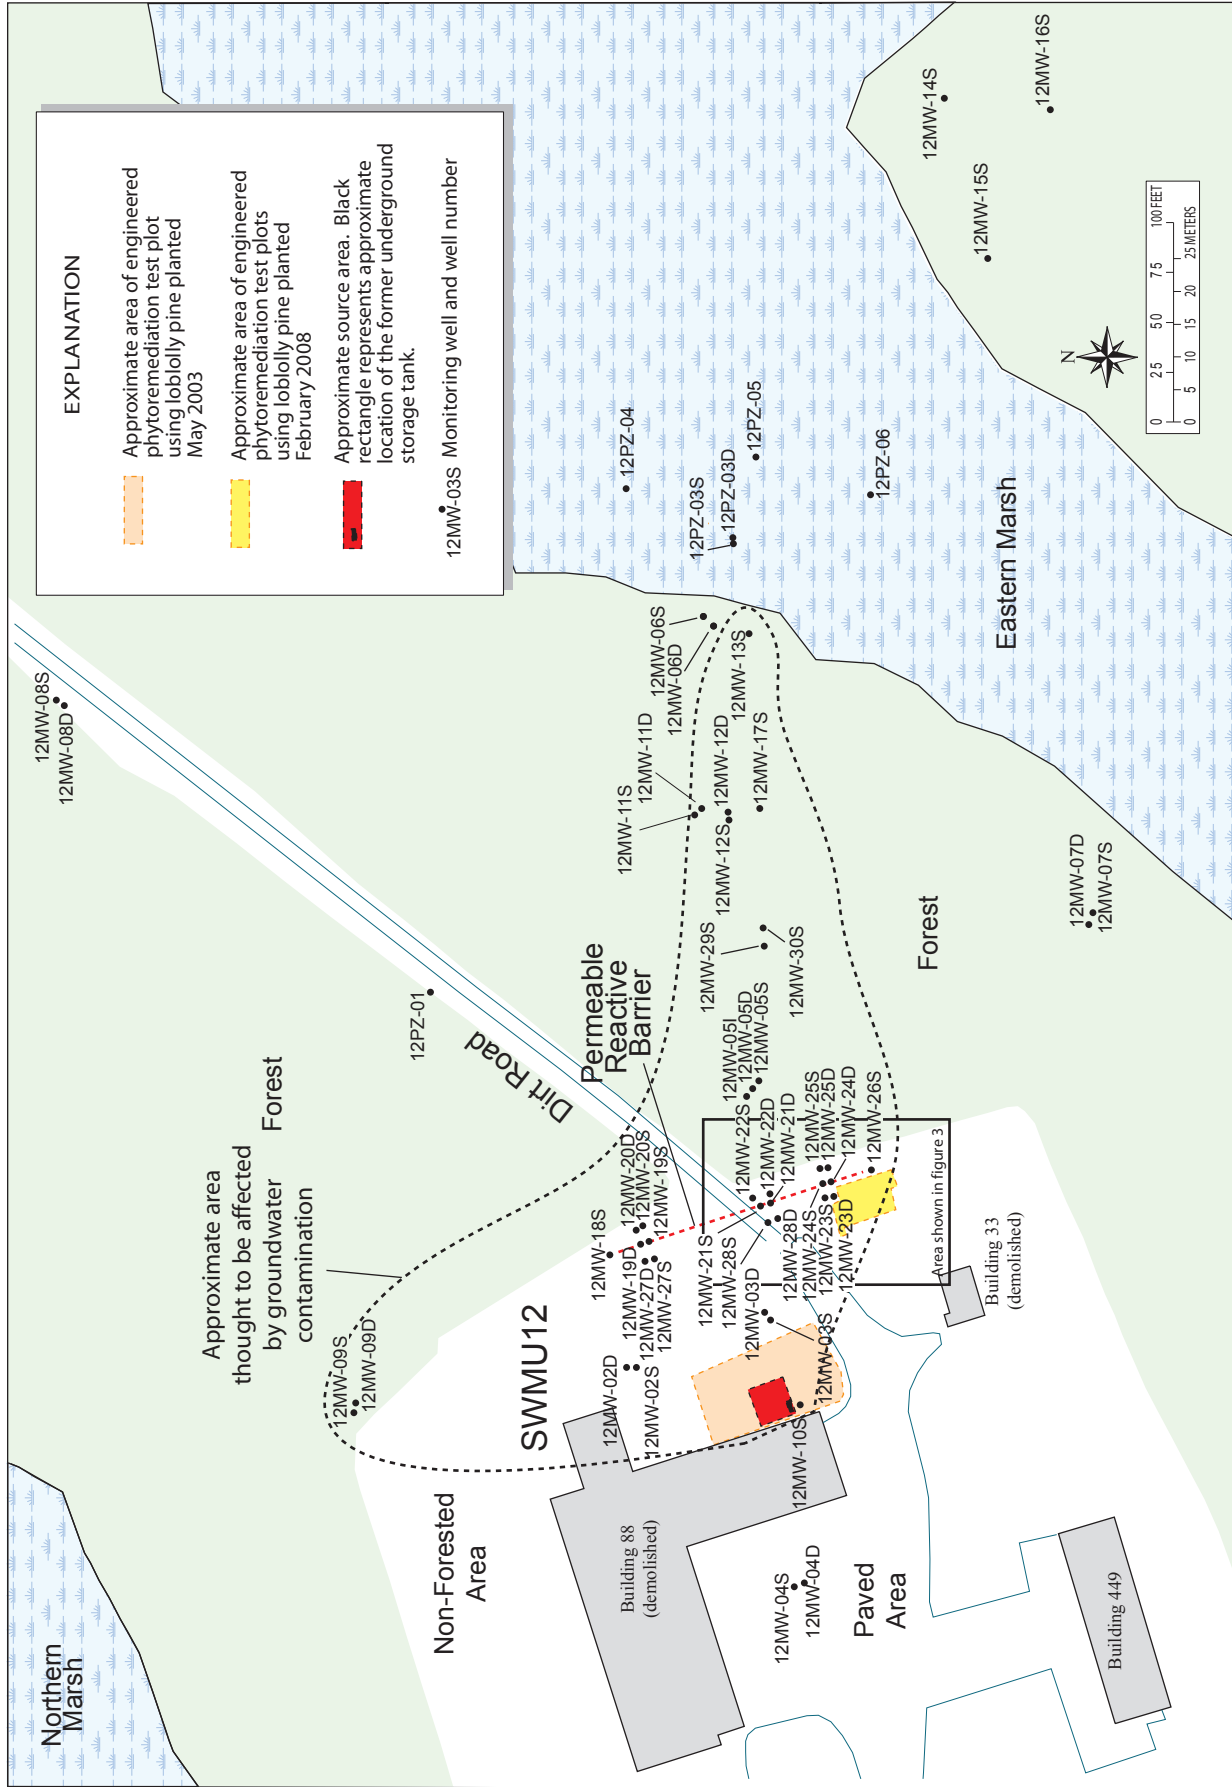 EXPLANATION
Approximate area of engineered
phytoremediation test plot
using loblolly pine planted
May 2003
Approximate area of engineered
phytoremediation test plots
using loblolly pine planted
February 2008
Approximate source area. Black
rectangle represents approximate
location of the former underground
storage tank.
12MW-03S
Monitoring well and well number
Northern
Marsh
12MW-08S
12MW-08D
Approximate area
thought to be affected
by groundwater
contamination
Forest
12PZ-01
Dirt Road
12MW-09S
12MW-09D
Non-Forested
Area
SWMU12
Permeable
Reactive
Barrier
12MW-18S
12MW-20D
12MW-20S
12MW-19S
12MW-19D
12MW-27D
12MW-27S
12MW-02D
12MW-02S
Building 88
(demolished)
12MW-11S
12MW-11D
12MW-06S
12MW-06D
12MW-13S
12MW-12D
12MW-12S
12MW-17S
12MW-29S
12MW-30S
12MW-05I
12MW-05D
12MW-05S
12MW-22S
12MW-22D
12MW-21D
12MW-21S
12MW-28S
12MW-28D
12MW-25S
12MW-25D
12MW-24D
12MW-24S
12MW-23S
12MW-23D
12MW-26S
12MW-03D
12MW-03S
12MW-10S
12MW-04S
12MW-04D
Paved
Area
Area shown in figure 3
Building 33
(demolished)
Building 449
Forest
12MW-07D
12MW-07S
12PZ-04
12PZ-03S
12PZ-03D
12PZ-05
12PZ-06
Eastern Marsh
12MW-14S
12MW-16S
12MW-15S
N
0 25 50 75 100 FEET
0 5 10 15 20 25 METERS